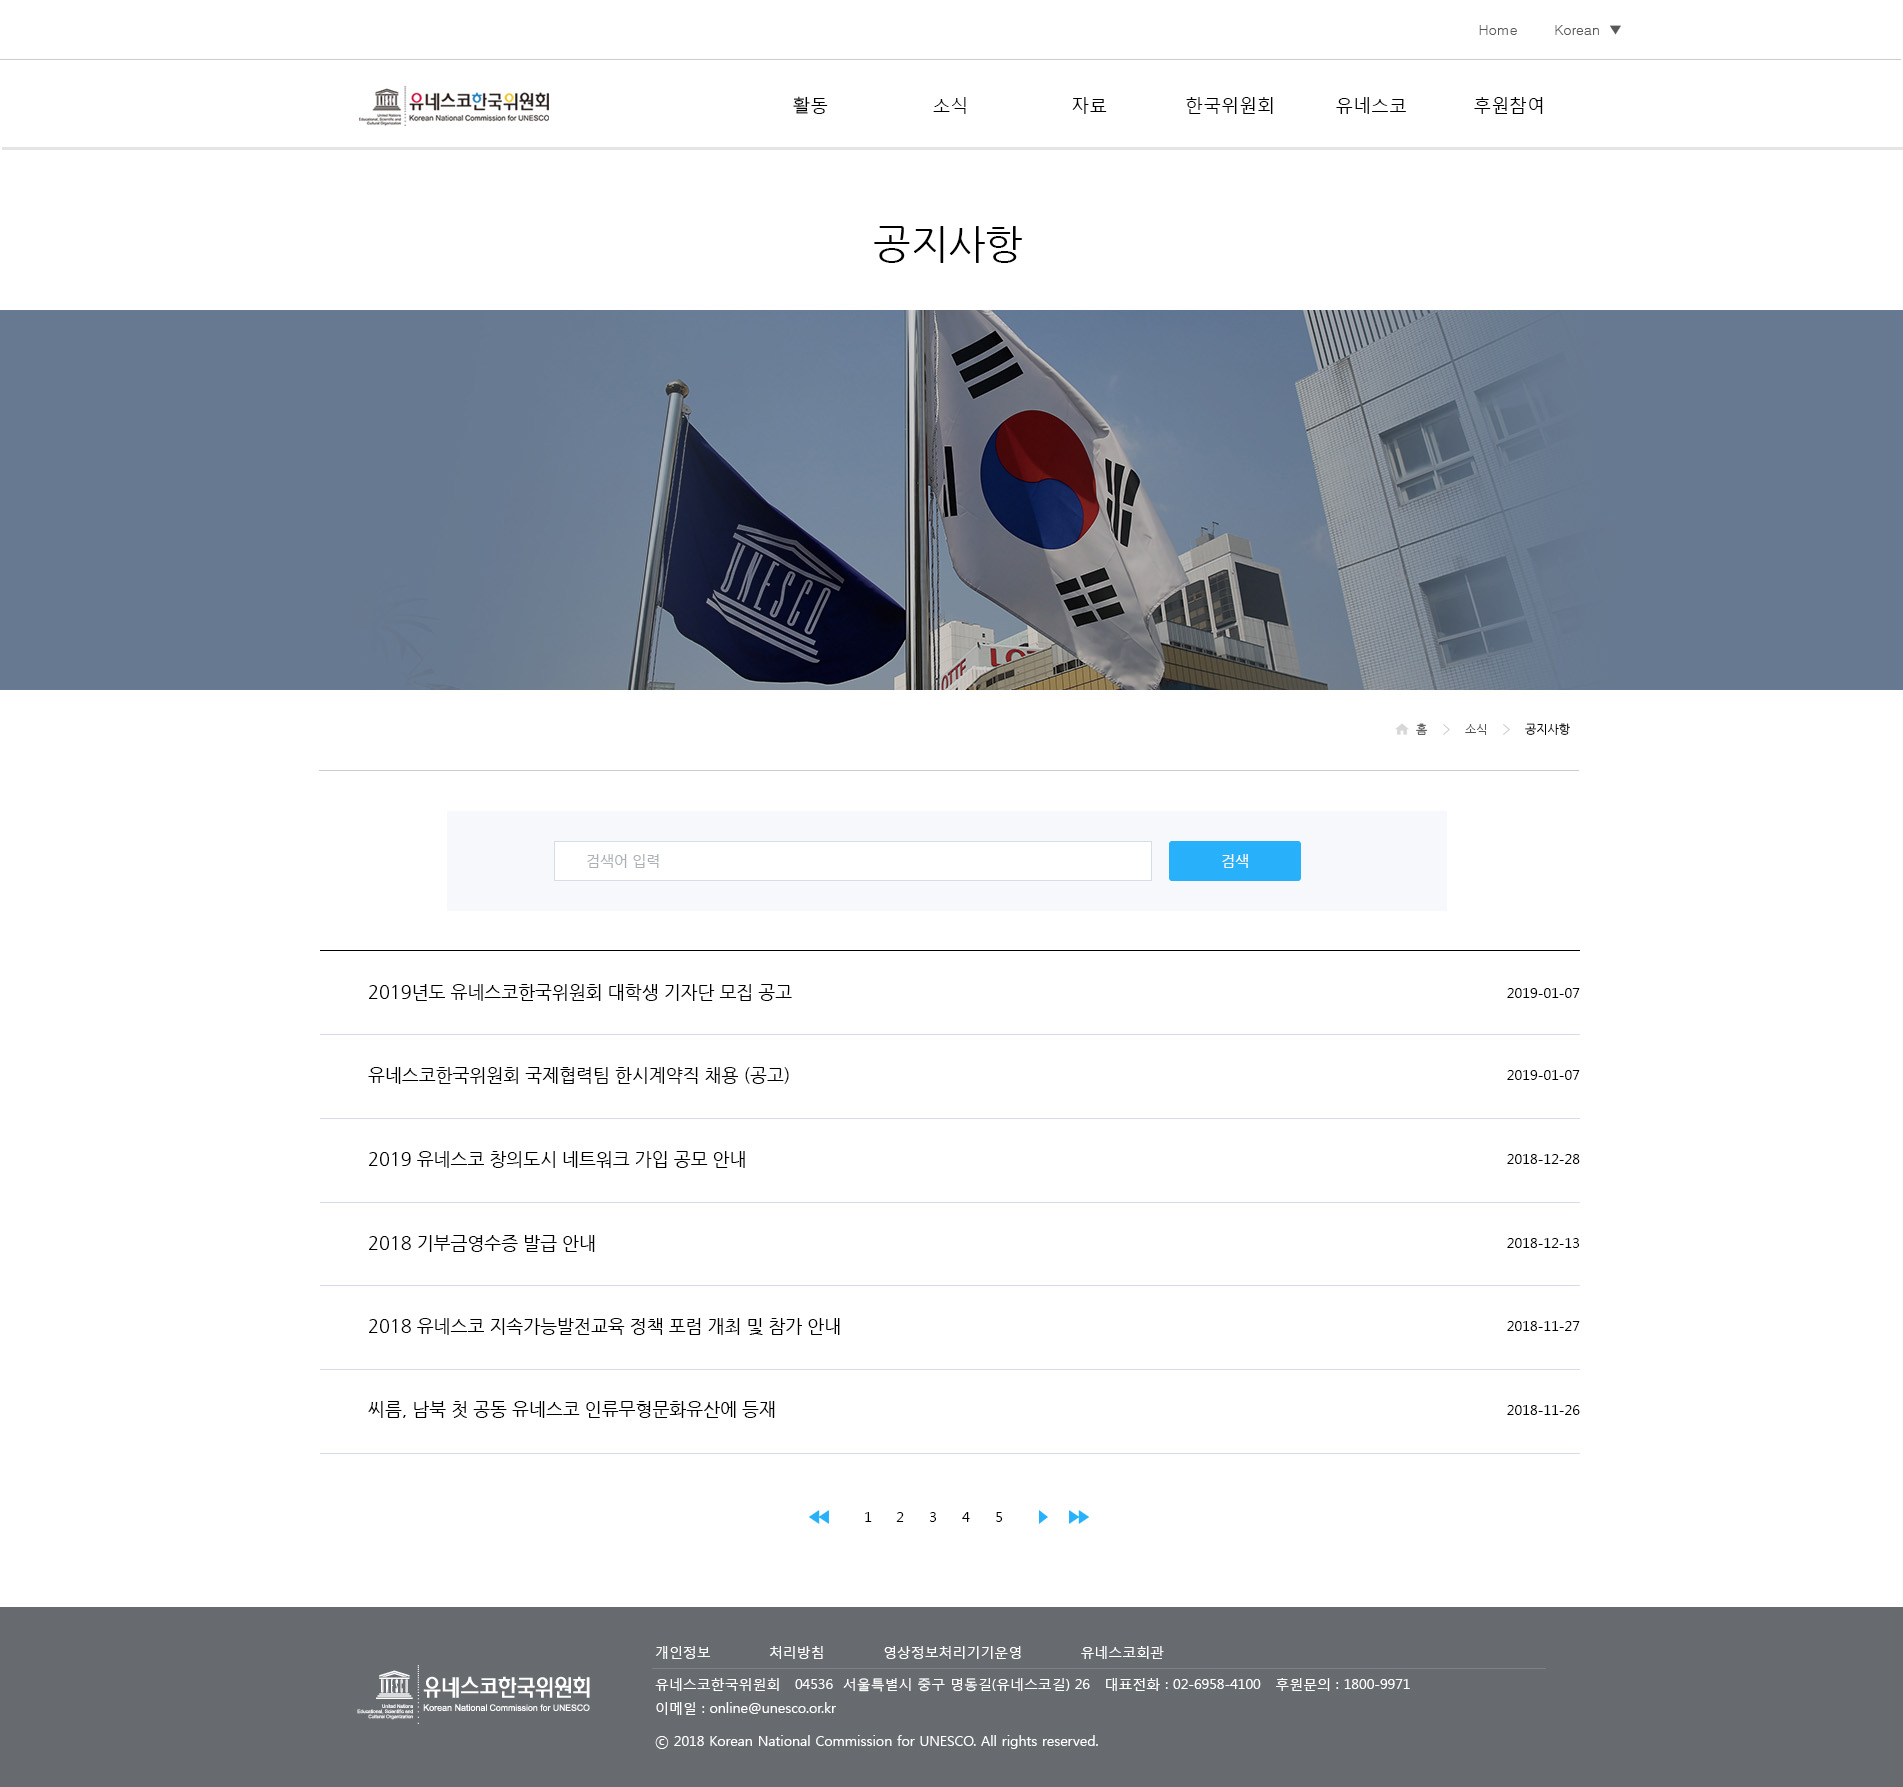 Home Korean ▼
유네스코한국위원회
United Nations
Educational, Scientific and
Cultural Organization
Korean National Commission for UNESCO
활동 소식 자료 한국위원회 유네스코 후원참여
공지사항
UNESCO
LOTTE
홈 > 소식 > 공지사항
검색어 입력 검색
2019년도 유네스코한국위원회 대학생 기자단 모집 공고 2019-01-07
유네스코한국위원회 국제협력팀 한시계약직 채용 (공고) 2019-01-07
2019 유네스코 창의도시 네트워크 가입 공모 안내 2018-12-28
2018 기부금영수증 발급 안내 2018-12-13
2018 유네스코 지속가능발전교육 정책 포럼 개최 및 참가 안내 2018-11-27
씨름, 남북 첫 공동 유네스코 인류무형문화유산에 등재 2018-11-26
1 2 3 4 5
개인정보 처리방침 영상정보처리기기운영 유네스코회관
유네스코한국위원회
United Nations
Educational, Scientific and
Cultural Organization
Korean National Commission for UNESCO
유네스코한국위원회 04536 서울특별시 중구 명동길(유네스코길) 26 대표전화 : 02-6958-4100 후원문의 : 1800-9971
이메일 : online@unesco.or.kr
© 2018 Korean National Commission for UNESCO. All rights reserved.